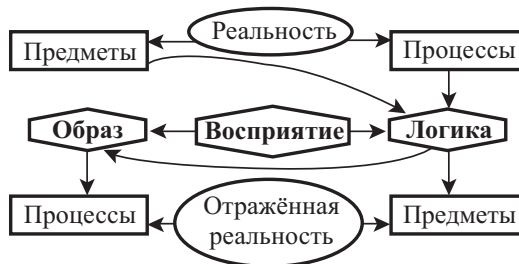 Реальность
Предметы
Процессы
Образ
Восприятие
Логика
Процессы
Отражённая
реальность
Предметы